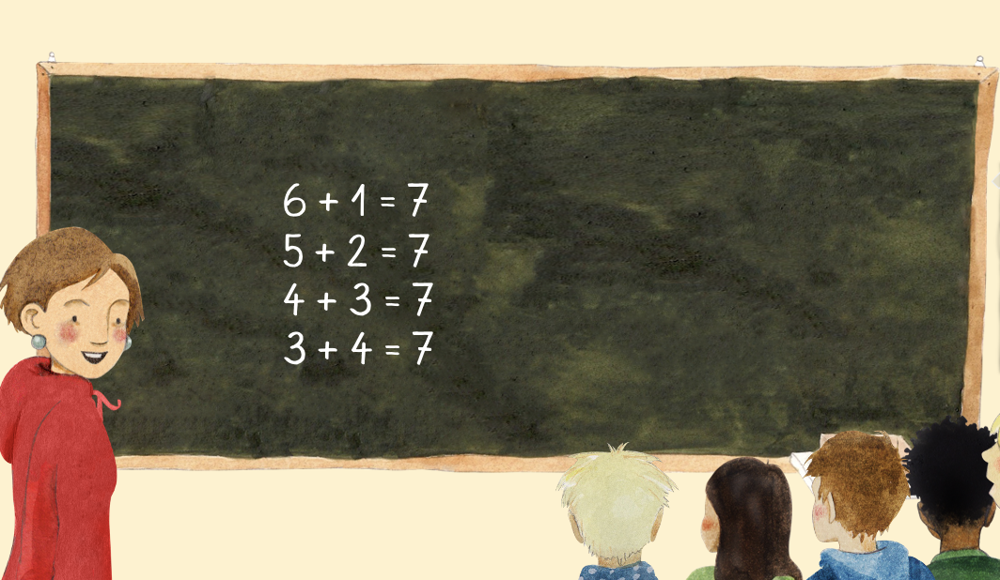 6 + 1 = 7
5 + 2 = 7
4 + 3 = 7
3 + 4 = 7